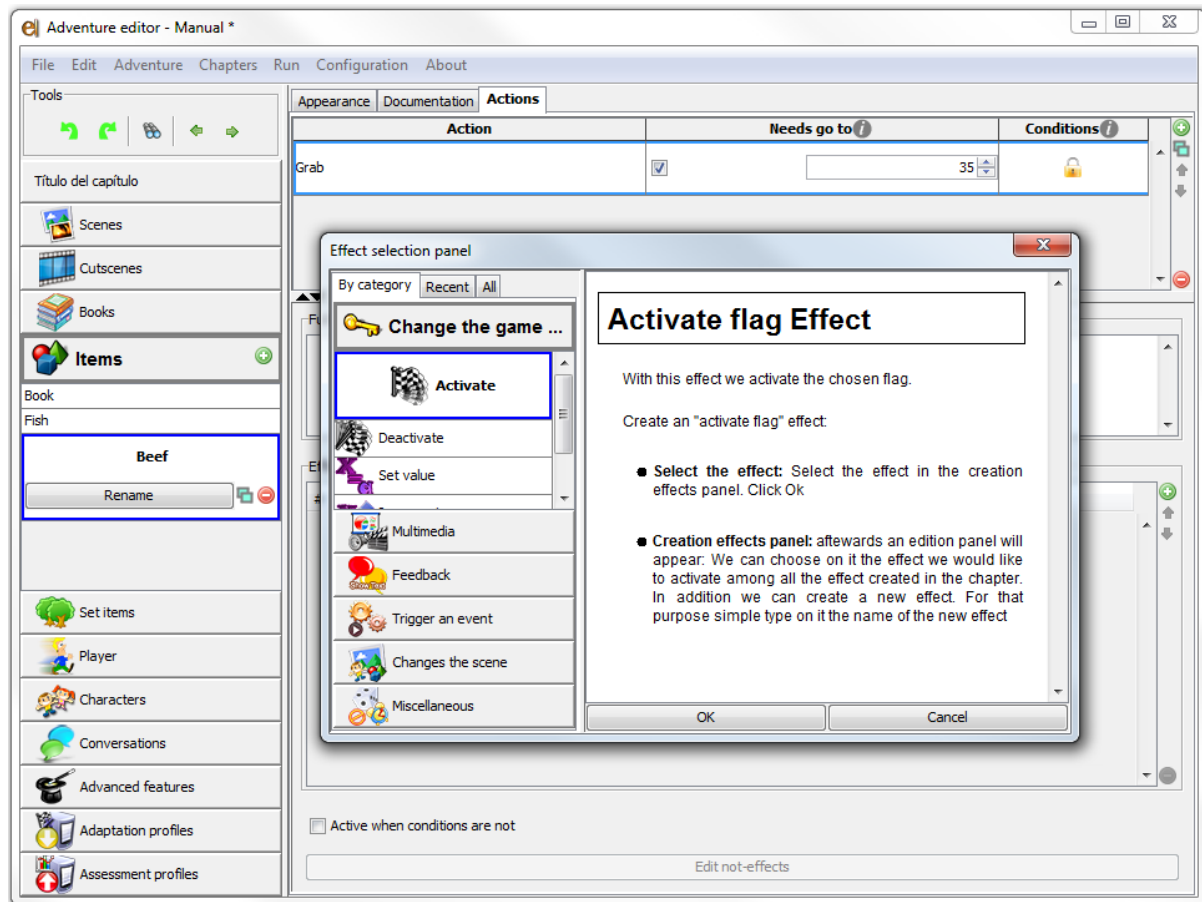 Adventure editor - Manual *
File Edit Adventure Chapters Run Configuration About
Tools
Appearance Documentation Actions
Action Needs go to Conditions
Grab 35
Título del capítulo
Scenes
Cutscenes
Books
Items
Book
Fish
Beef
Rename
Set items
Player
Characters
Conversations
Advanced features
Adaptation profiles
Assessment profiles
Effect selection panel
By category Recent All
Change the game ...
Activate
Deactivate
Set value
Multimedia
Feedback
Trigger an event
Changes the scene
Miscellaneous
Activate flag Effect
With this effect we activate the chosen flag.
Create an "activate flag" effect:
Select the effect: Select the effect in the creation
effects panel. Click Ok
Creation effects panel: aftewards an edition panel will
appear: We can choose on it the effect we would like
to activate among all the effect created in the chapter.
In addition we can create a new effect. For that
purpose simple type on it the name of the new effect
OK Cancel
Active when conditions are not
Edit not-effects